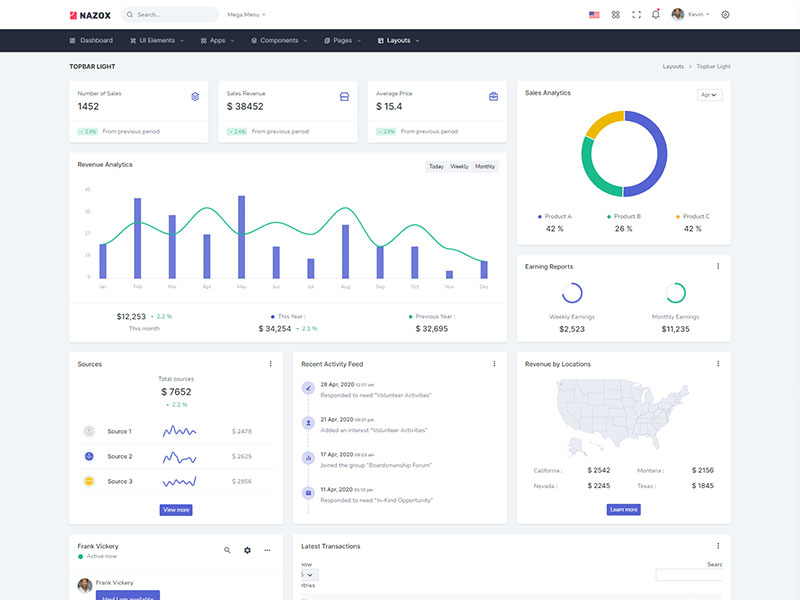 NAZOX
Search...
Mega Menu
Kevin
Dashboard
UI Elements
Apps
Components
Pages
Layouts
TOPBAR LIGHT
Layouts > Topbar Light
Number of Sales
1452
2.4% From previous period
Sales Revenue
$ 38452
2.4% From previous period
Average Price
$ 15.4
2.4% From previous period
Sales Analytics
Apr
Product A
42 %
Product B
26 %
Product C
42 %
Revenue Analytics
Today Weekly Monthly
45
36
27
18
9
Jan Feb Mar Apr May Jun Jul Aug Sep Oct Nov Dec
$12,253 2.2 %
This month
This Year :
$ 34,254 2.1 %
Previous Year :
$ 32,695
Earning Reports
Weekly Earnings
$2,523
Monthly Earnings
$11,235
Sources
Total sources
$ 7652
2.2 %
Source 1 $ 2478
Source 2 $ 2625
Source 3 $ 2856
View more
Recent Activity Feed
28 Apr, 2020 12:07 am
Responded to need "Volunteer Activities"
21 Apr, 2020 08:01 pm
Added an interest "Volunteer Activities"
17 Apr, 2020 09:23 am
Joined the group "Boardsmanship Forum"
11 Apr, 2020 05:10 pm
Responded to need "In-Kind Opportunity"
Revenue by Locations
California : $ 2542
Montana : $ 2156
Nevada : $ 2245
Texas : $ 1845
Learn more
Frank Vickery
Active now
Frank Vickery
Hey! I am available
Latest Transactions